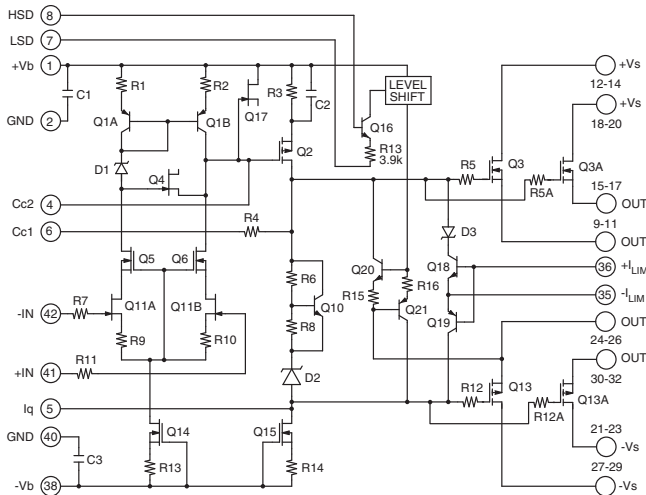 HSD 8
LSD 7
+Vb 1
R1
R2
R3
C1
C2
LEVEL
SHIFT
+Vs
12-14
+Vs
18-20
GND 2
Q1A
Q1B
Q17
Q16
Q2
R13
3.9k
D1
Q4
R5
Q3
Q3A
R5A
15-17
OUT
Cc2 4
9-11
OUT
Cc1 6
R4
D3
Q5
Q6
Q20
Q18
36 +ILIM
R6
Q10
R16
R15
Q21
35 -ILIM
-IN 42
R7
Q11A
Q11B
R8
Q19
OUT
24-26
R9
R10
OUT
30-32
+IN 41
R11
D2
R12
Q13
Q13A
R12A
Iq 5
21-23
-Vs
GND 40
Q14
Q15
C3
R13
R14
27-29
-Vb 38
-Vs